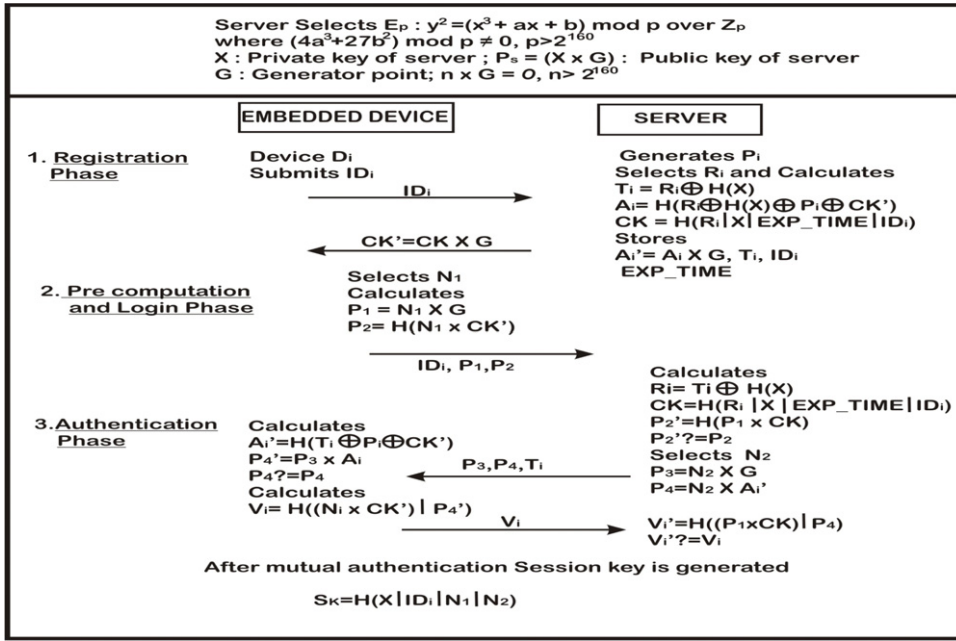 Server Selects Eₚ : y² =(x³ + ax + b) mod p over Zₚ
where (4a³+27b²) mod p ≠ 0, p>2¹⁶⁰
X : Private key of server ; Pₛ = (X x G) : Public key of server
G : Generator point; n x G = O, n> 2¹⁶⁰
EMBEDDED DEVICE
SERVER
1. Registration
Phase
Device Dᵢ
Submits IDᵢ
IDᵢ
Generates Pᵢ
Selects Rᵢ and Calculates
Tᵢ = Rᵢ⊕ H(X)
Aᵢ= H(Rᵢ⊕H(X)⊕ Pᵢ⊕ CK')
CK = H(Rᵢ|X|EXP_TIME|IDᵢ)
Stores
Aᵢ'= Aᵢ X G, Tᵢ, IDᵢ
EXP_TIME
CK'=CK X G
2. Pre computation
and Login Phase
Selects N₁
Calculates
P₁ = N₁ X G
P₂= H(N₁ x CK')
IDᵢ, P₁,P₂
Calculates
Ri= Ti ⊕ H(X)
CK=H(Rᵢ |X|EXP_TIME|IDᵢ)
P₂'=H(P₁ x CK)
P₂'?=P₂
Selects N₂
P₃=N₂ X G
P₄=N₂ X Aᵢ'
3.Authentication
Phase
Calculates
Aᵢ'=H(Tᵢ ⊕Pᵢ⊕CK')
P₄'=P₃ x Aᵢ
P₄?=P₄
Calculates
Vᵢ= H((Nᵢ x CK')| P₄')
P₃,P₄,Tᵢ
Vᵢ
Vᵢ'=H((P₁xCK)|P₄)
Vᵢ'?=Vᵢ
After mutual authentication Session key is generated
Sₖ=H(X|IDᵢ|N₁|N₂)